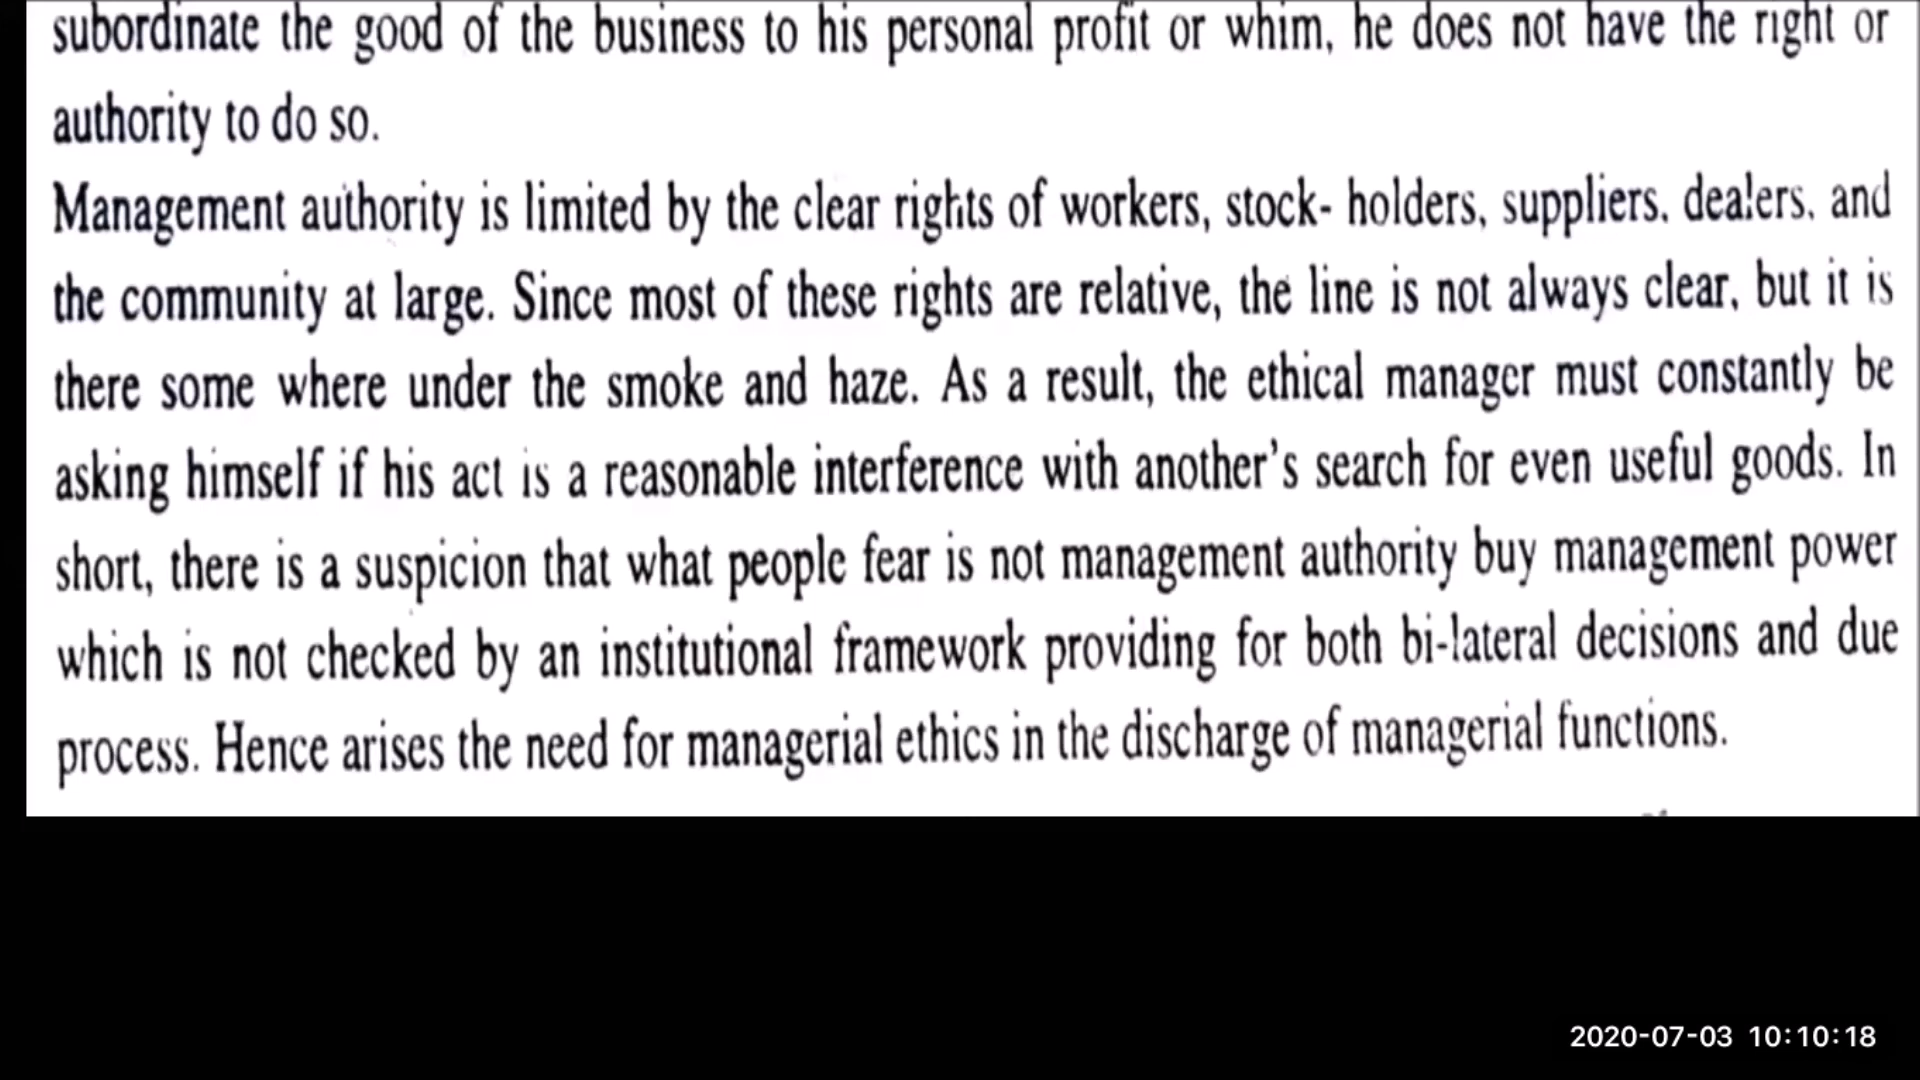 subordinate the good of the business to his personal profit or whim, he does not have the right or
authority to do so.
Management authority is limited by the clear rights of workers, stock- holders, suppliers. dealers. and
the community at large. Since most of these rights are relative, the line is not always clear, but it is
there some where under the smoke and haze. As a result, the ethical manager must constantly be
asking himself if his act is a reasonable interference with another's search for even useful goods. In
short, there is a suspicion that what people fear is not management authority buy management power
which is not checked by an institutional framework providing for both bi-lateral decisions and due
process. Hence arises the need for managerial ethics in the discharge of managerial functions.
2020-07-03 10:10:18